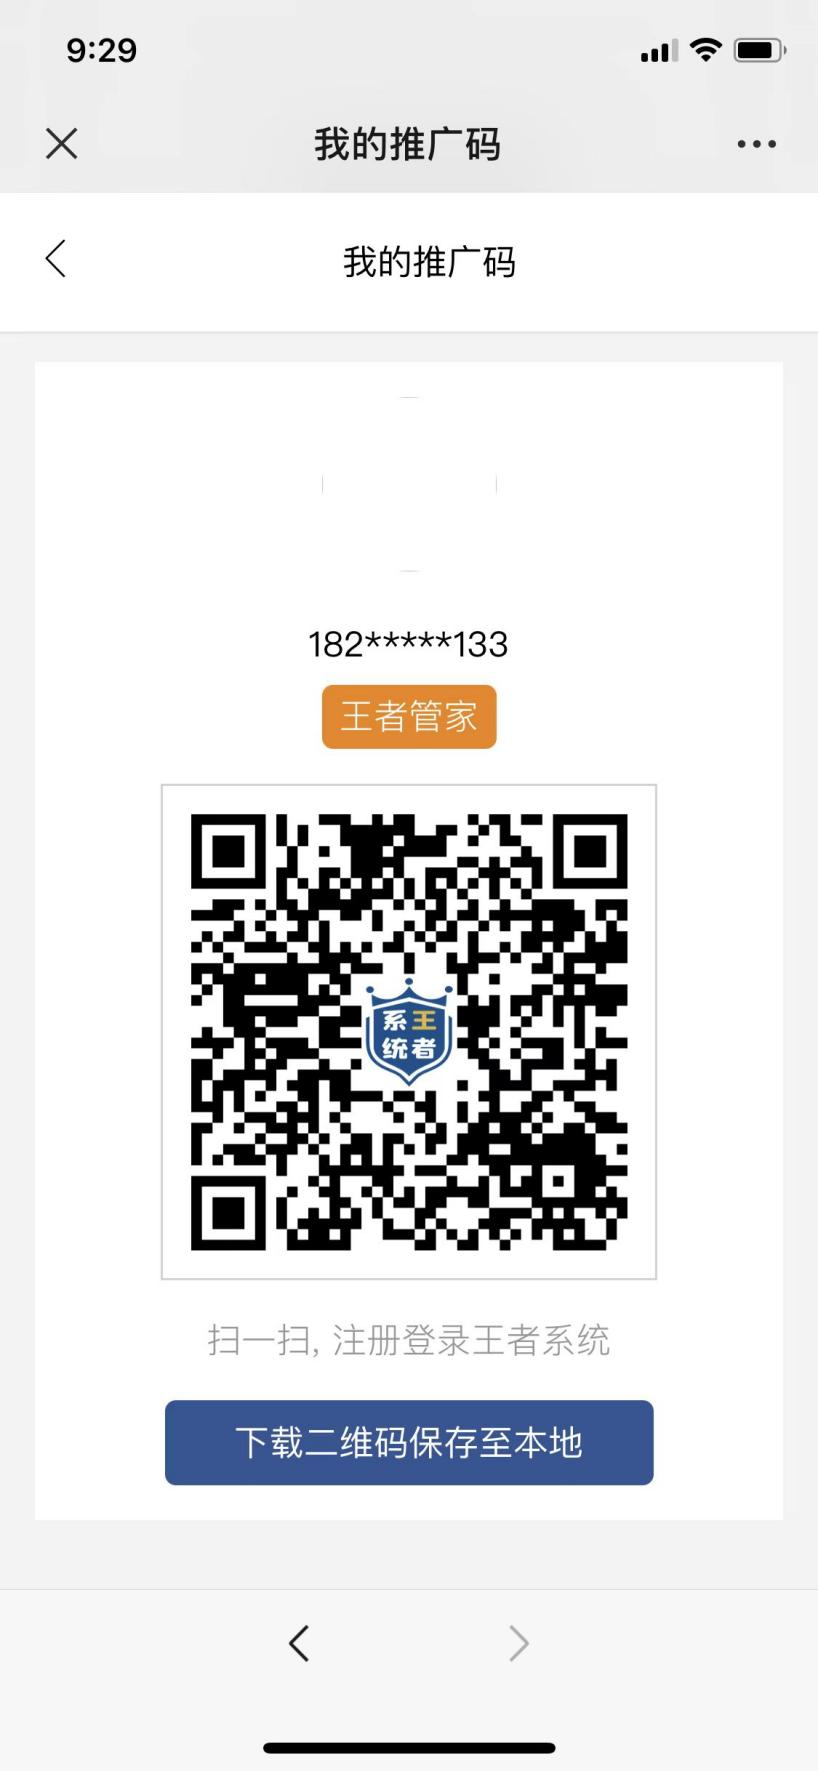 9:29
我的推广码
我的推广码
182*****133
王者管家
系王
统者
扫一扫, 注册登录王者系统
下载二维码保存至本地